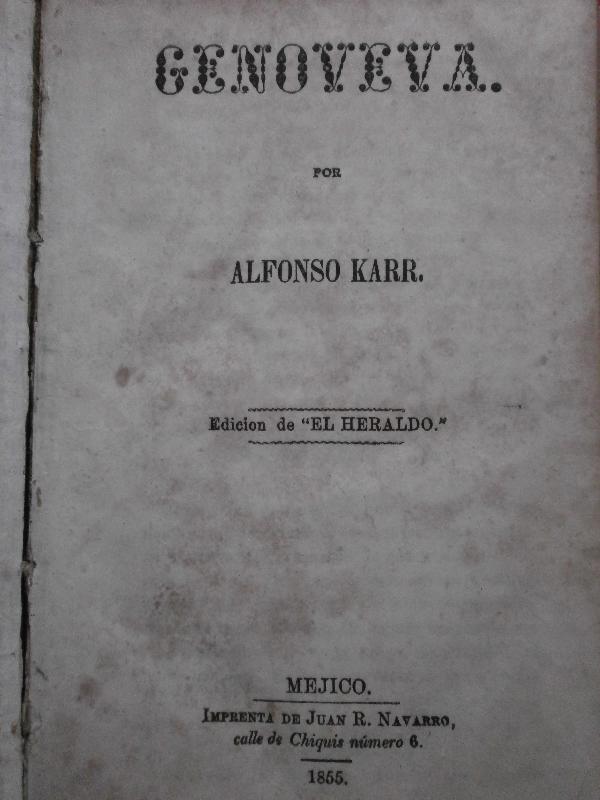 GENOVEVA.
POR
ALFONSO KARR.
Edicion de "EL HERALDO."
MEJICO.
IMPRENTA DE JUAN R. NAVARRO,
calle de Chiquis número 6.
1855.